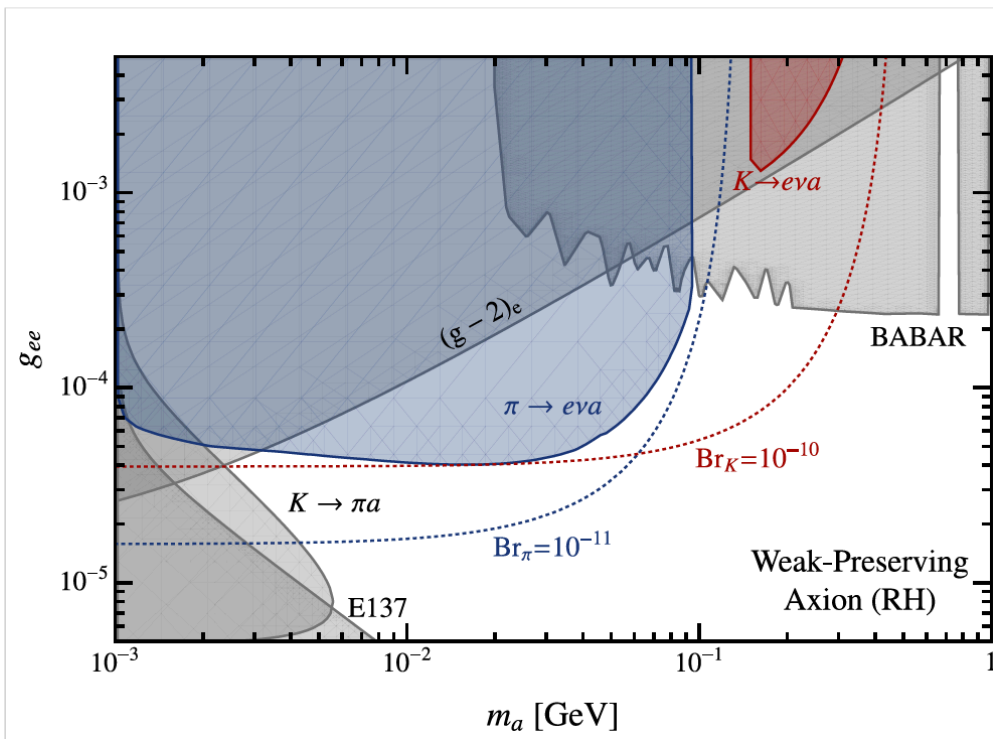 10⁻³
10⁻⁴
10⁻⁵
g_ee
K→eνa
(g − 2)ₑ
BABAR
π → eνa
Br_K=10⁻¹⁰
K → πa
Br_π=10⁻¹¹
Weak-Preserving
Axion (RH)
E137
10⁻³ 10⁻² 10⁻¹ 1
m_a [GeV]